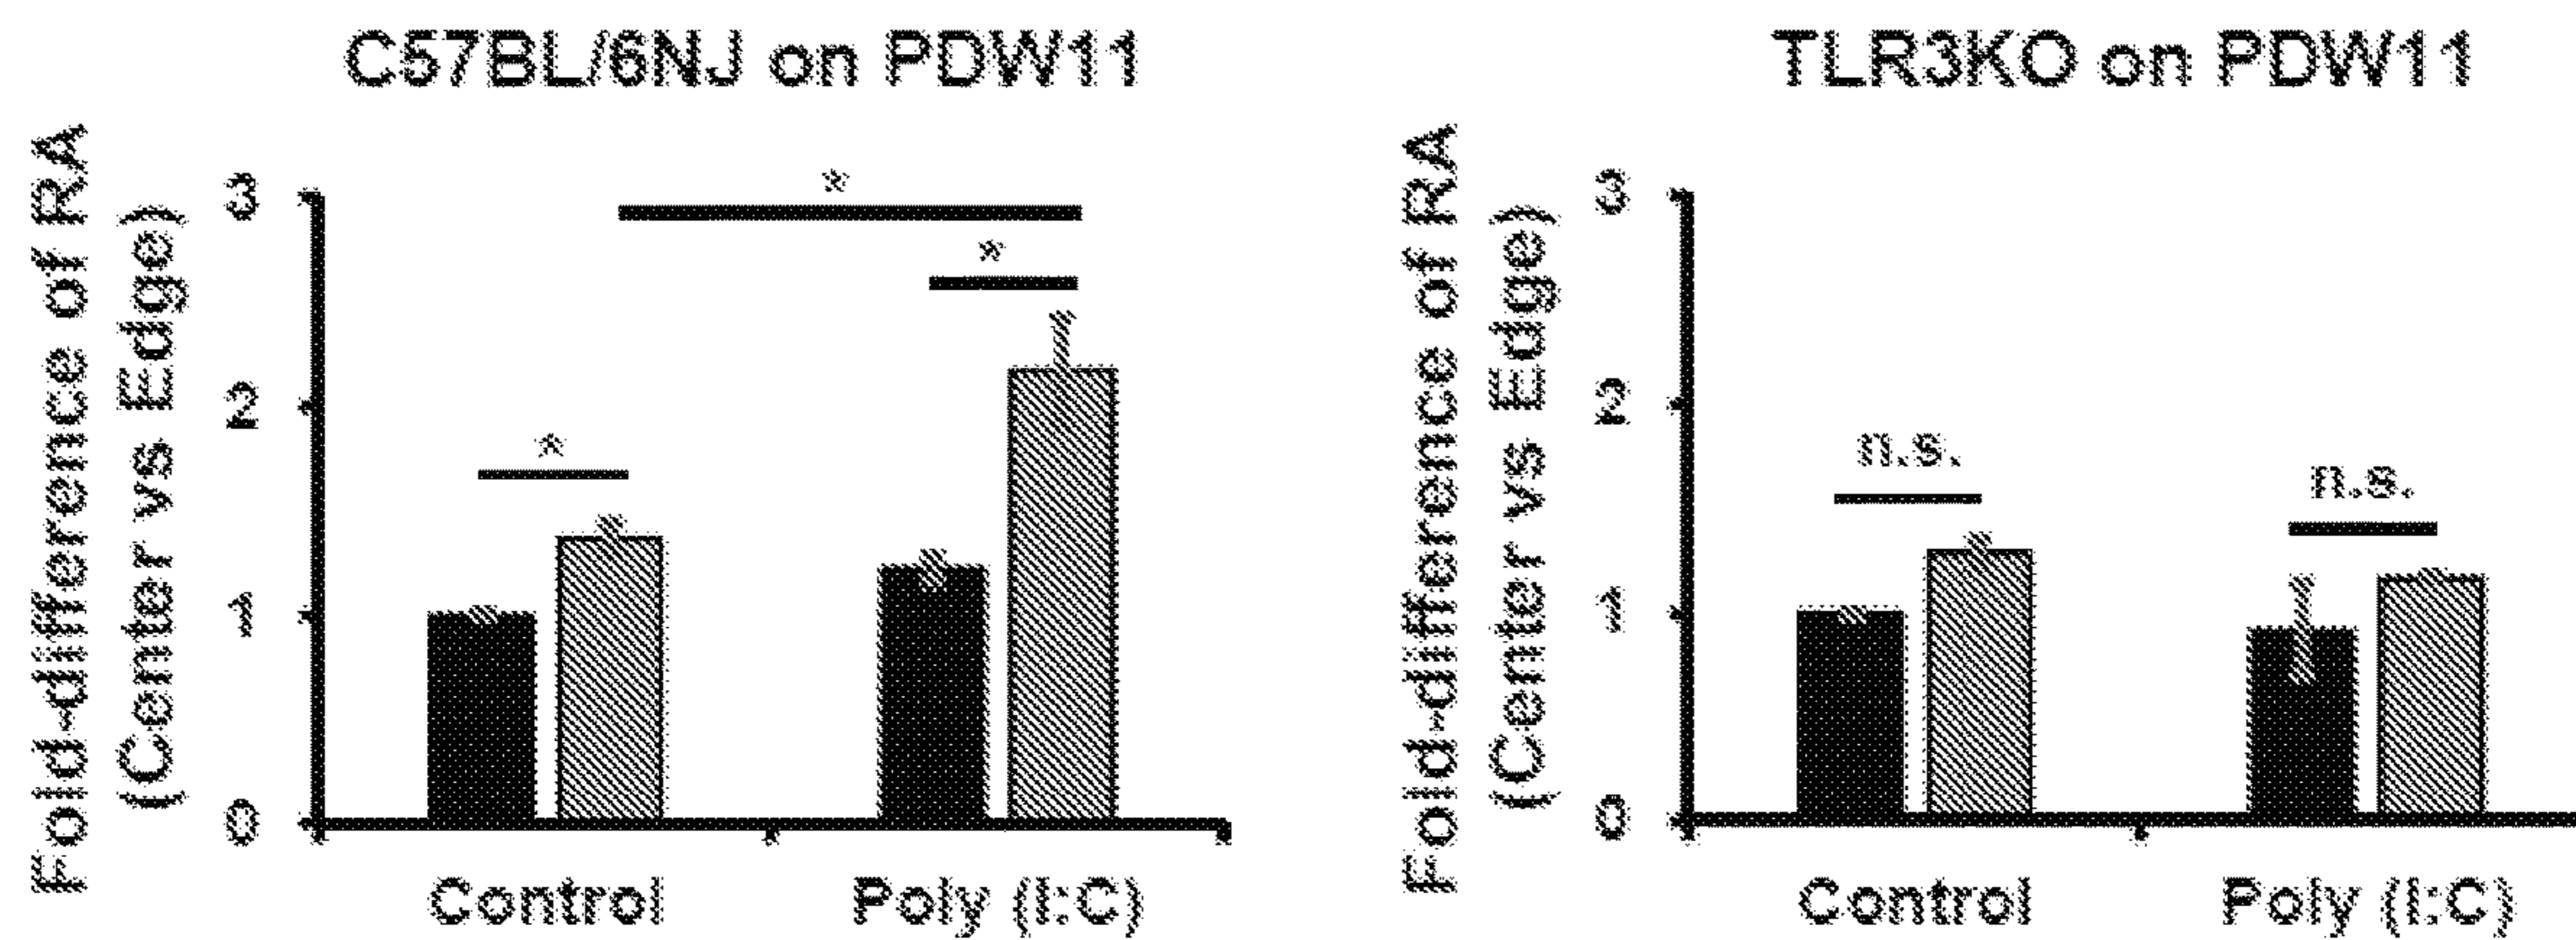 C57BL/6NJ on PDW11
Fold-difference of RA
(Center vs Edge)
3
2
1
0
*
*
*
Control
Poly (I:C)
TLR3KO on PDW11
Fold-difference of RA
(Center vs Edge)
3
2
1
0
n.s.
n.s.
Control
Poly (I:C)